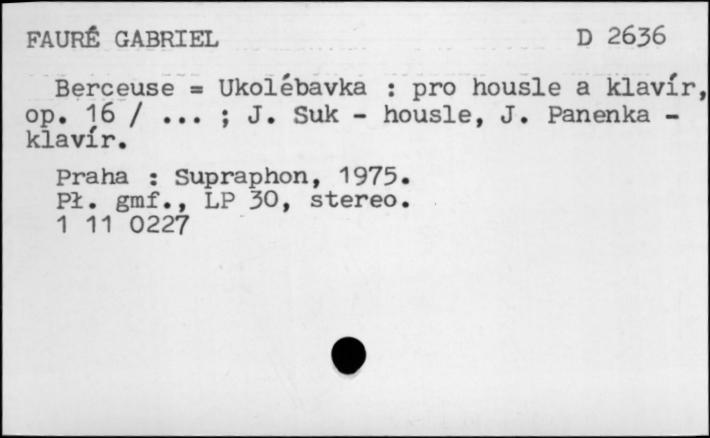 FAURÉ GABRIEL D 2636
Berceuse = Ukolébavka : pro housle a klavír,
op. 16 / ... ; J. Suk - housle, J. Panenka -
klavír.
Praha : Supraphon, 1975.
Pł. gmf., LP 30, stereo.
1 11 0227